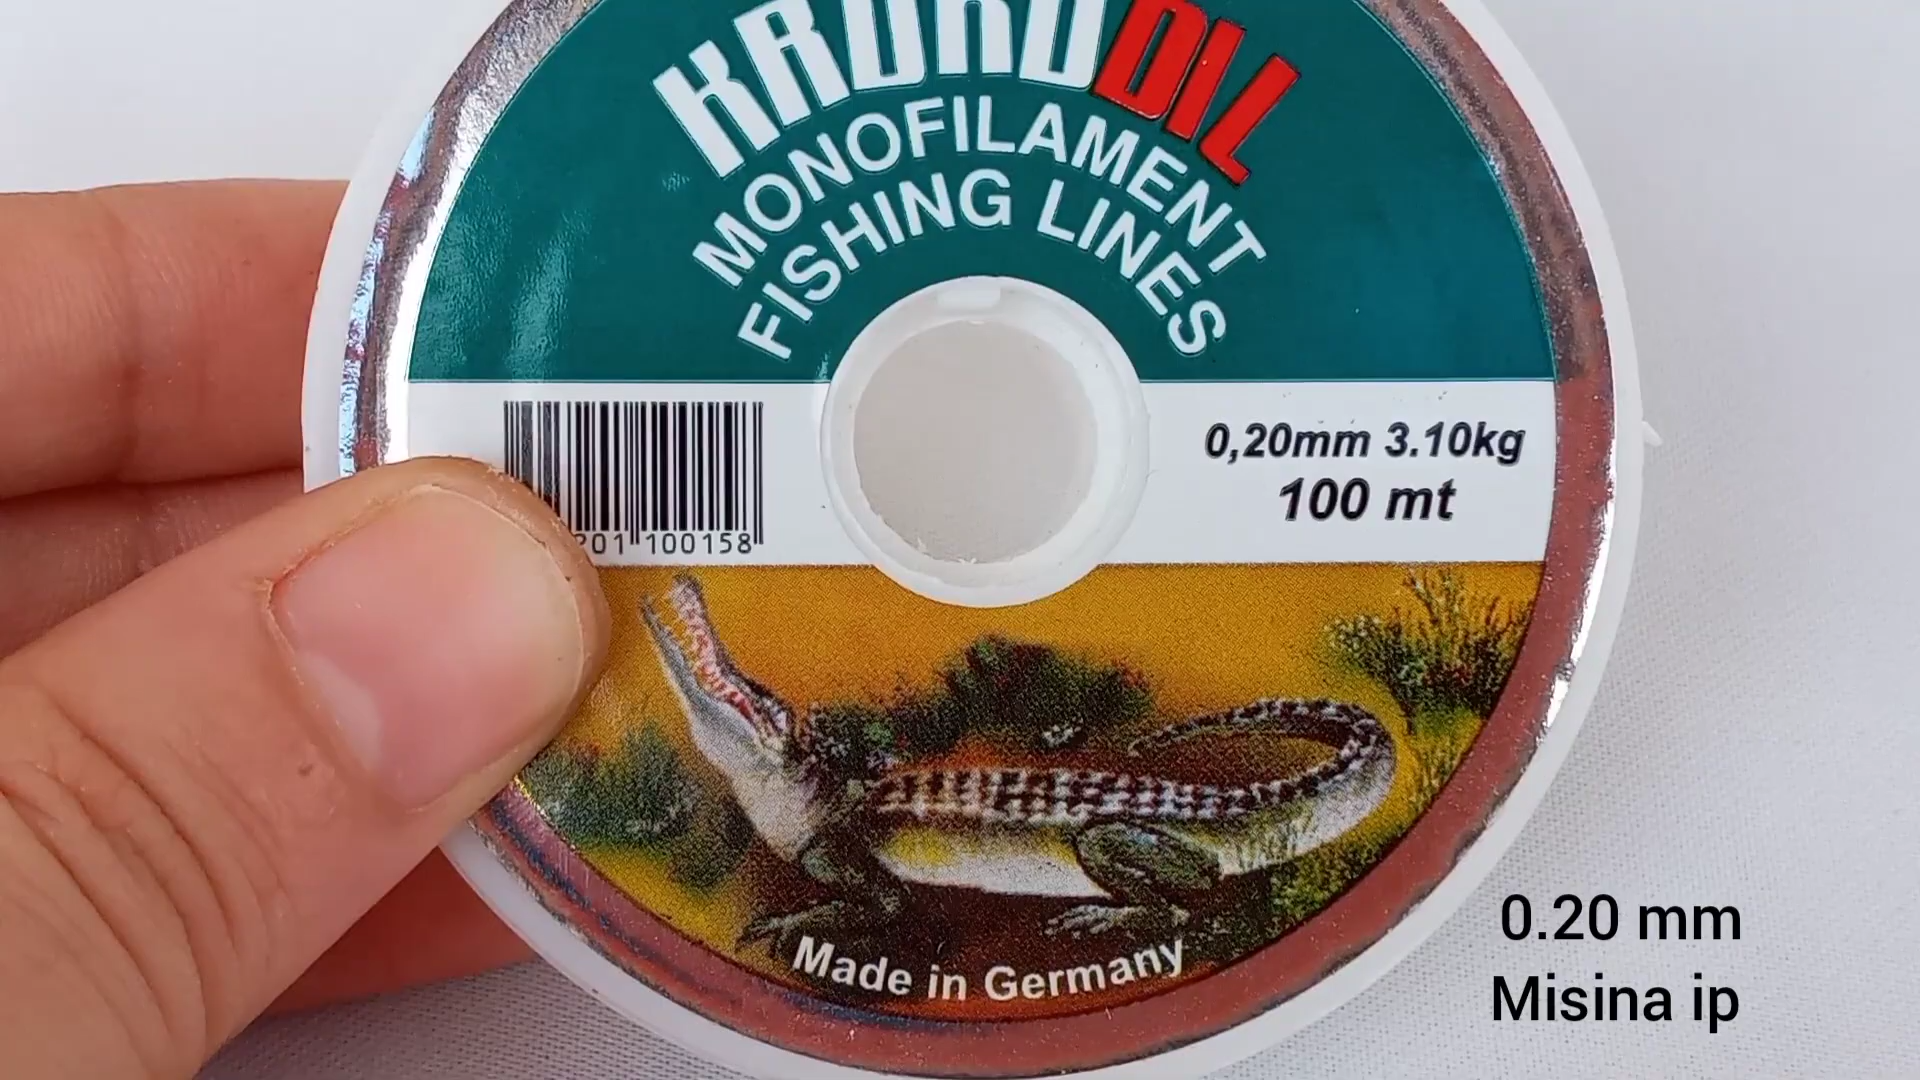 KROKODIL
MONOFILAMENT
FISHING LINES
0,20mm 3.10kg
100 mt
201 100158
Made in Germany
0.20 mm
Misina ip